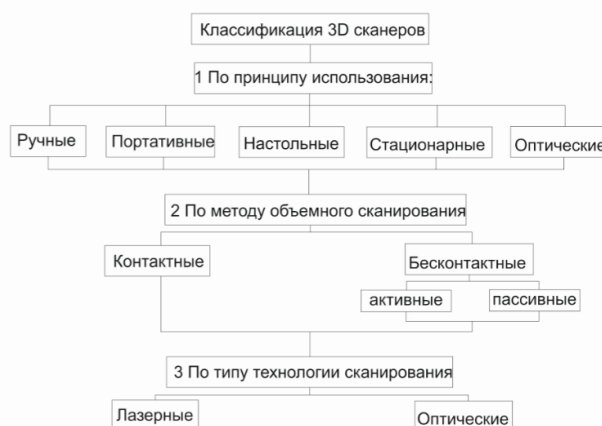 Классификация 3D сканеров
1 По принципу использования:
Ручные
Портативные
Настольные
Стационарные
Оптические
2 По методу объемного сканирования
Контактные
Бесконтактные
активные
пассивные
3 По типу технологии сканирования
Лазерные
Оптические